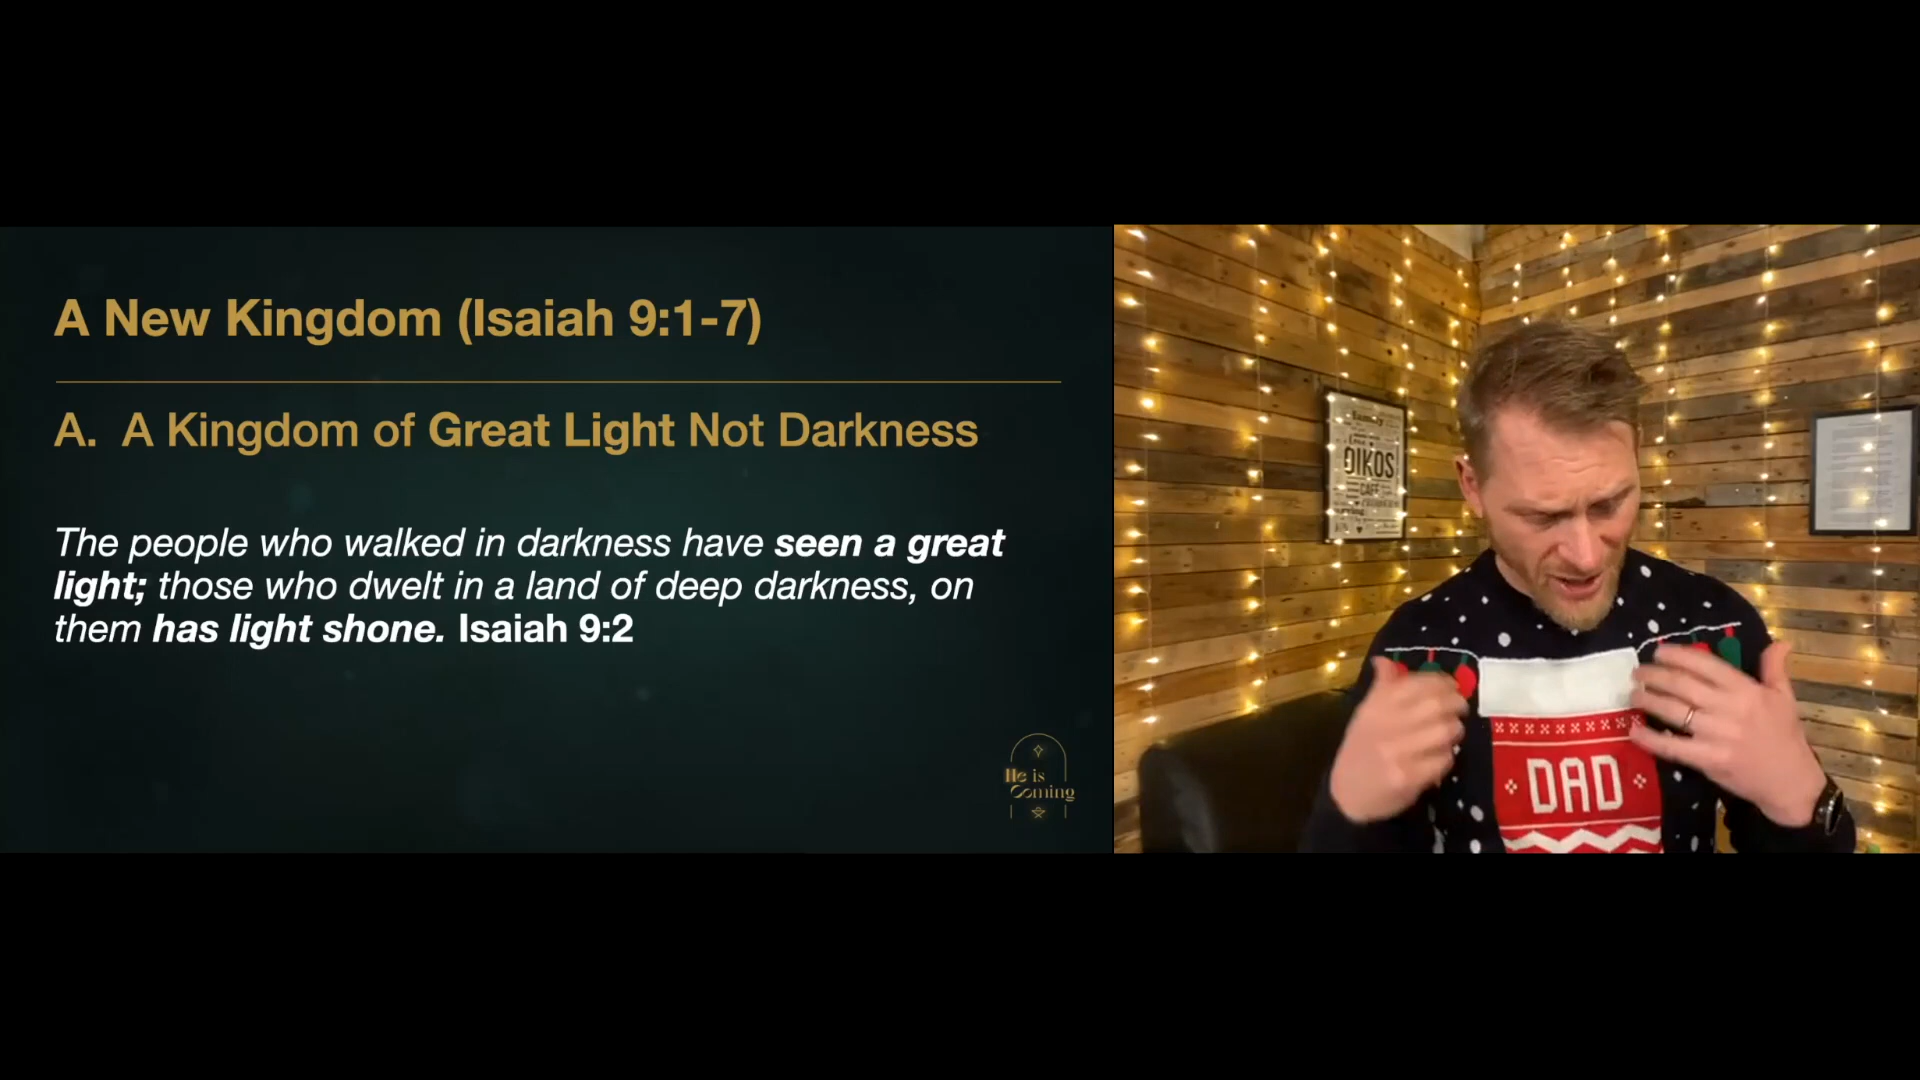 A New Kingdom (Isaiah 9:1-7)
A. A Kingdom of Great Light Not Darkness
The people who walked in darkness have seen a great
light; those who dwelt in a land of deep darkness, on
them has light shone. Isaiah 9:2
He is
Coming
OIKOS
CAFE
DAD